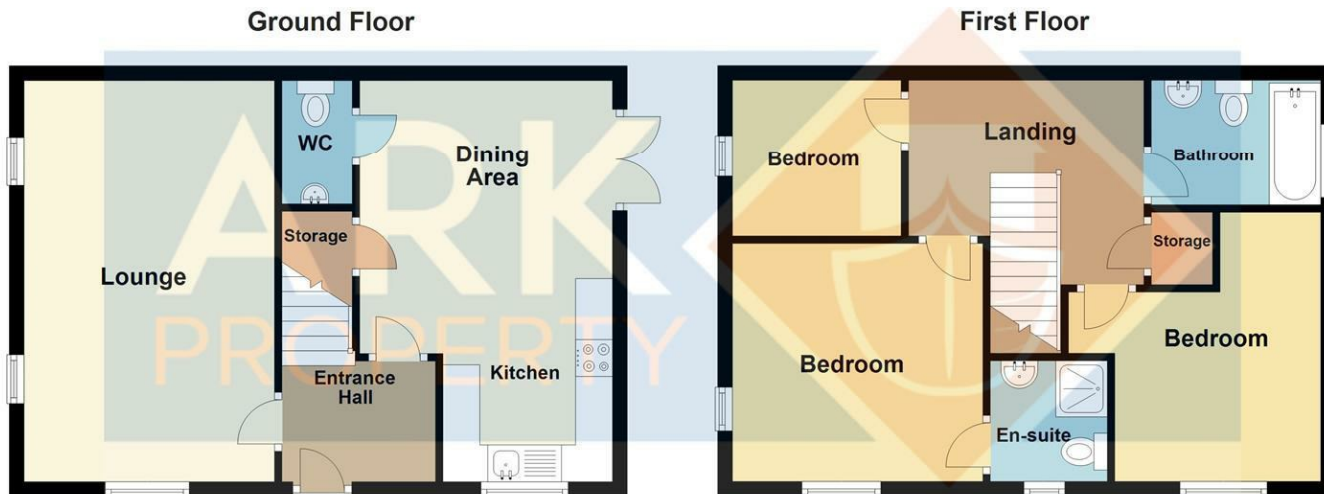 Ground Floor
First Floor
WC
Dining
Area
Storage
Lounge
Entrance
Hall
Kitchen
Bedroom
Landing
Bathroom
Storage
Bedroom
Bedroom
En-suite
ARK
PROPERTY